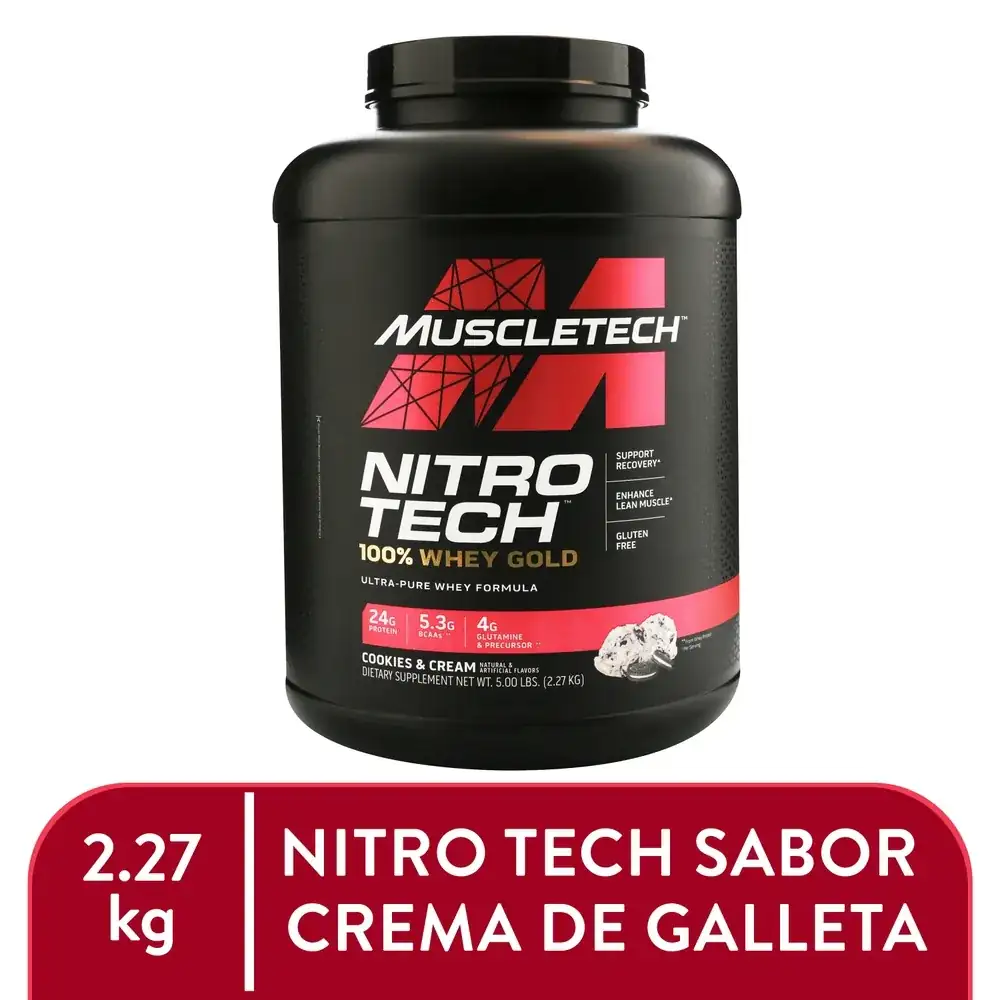 MUSCLETECH™
NITRO
TECH™
100% WHEY GOLD
ULTRA-PURE WHEY FORMULA
SUPPORT
RECOVERY*
ENHANCE
LEAN MUSCLE*
GLUTEN
FREE
24G
PROTEIN
5.3G
BCAAs**
4G
GLUTAMINE
& PRECURSOR**
COOKIES & CREAM NATURAL &
ARTIFICIAL FLAVORS
DIETARY SUPPLEMENT NET WT. 5.00 LBS. (2.27 KG)
2.27
kg
NITRO TECH SABOR
CREMA DE GALLETA